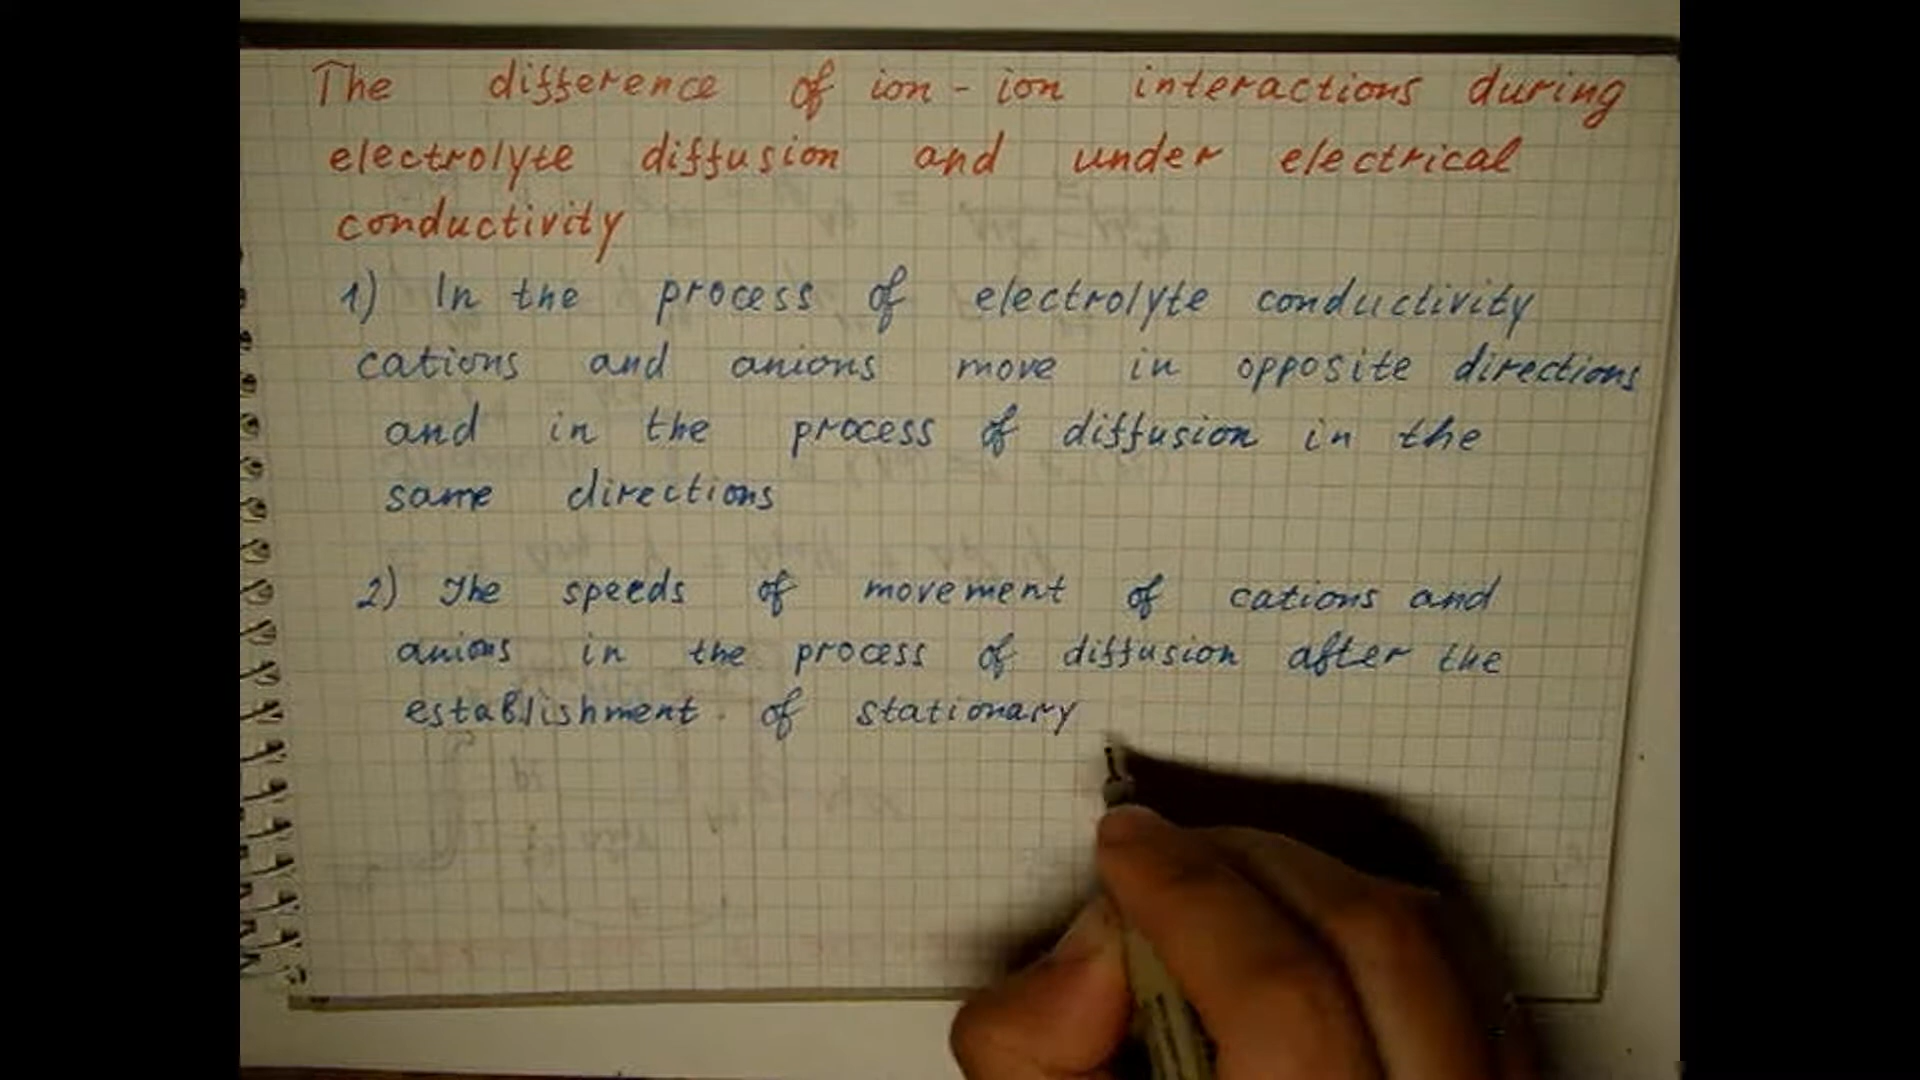 The difference of ion - ion interactions during
electrolyte diffusion and under electrical
conductivity
1) In the process of electrolyte conductivity
cations and anions move in opposite directions
and in the process of diffusion in the
same directions
2) The speeds of movement of cations and
anions in the process of diffusion after the
establishment of stationary